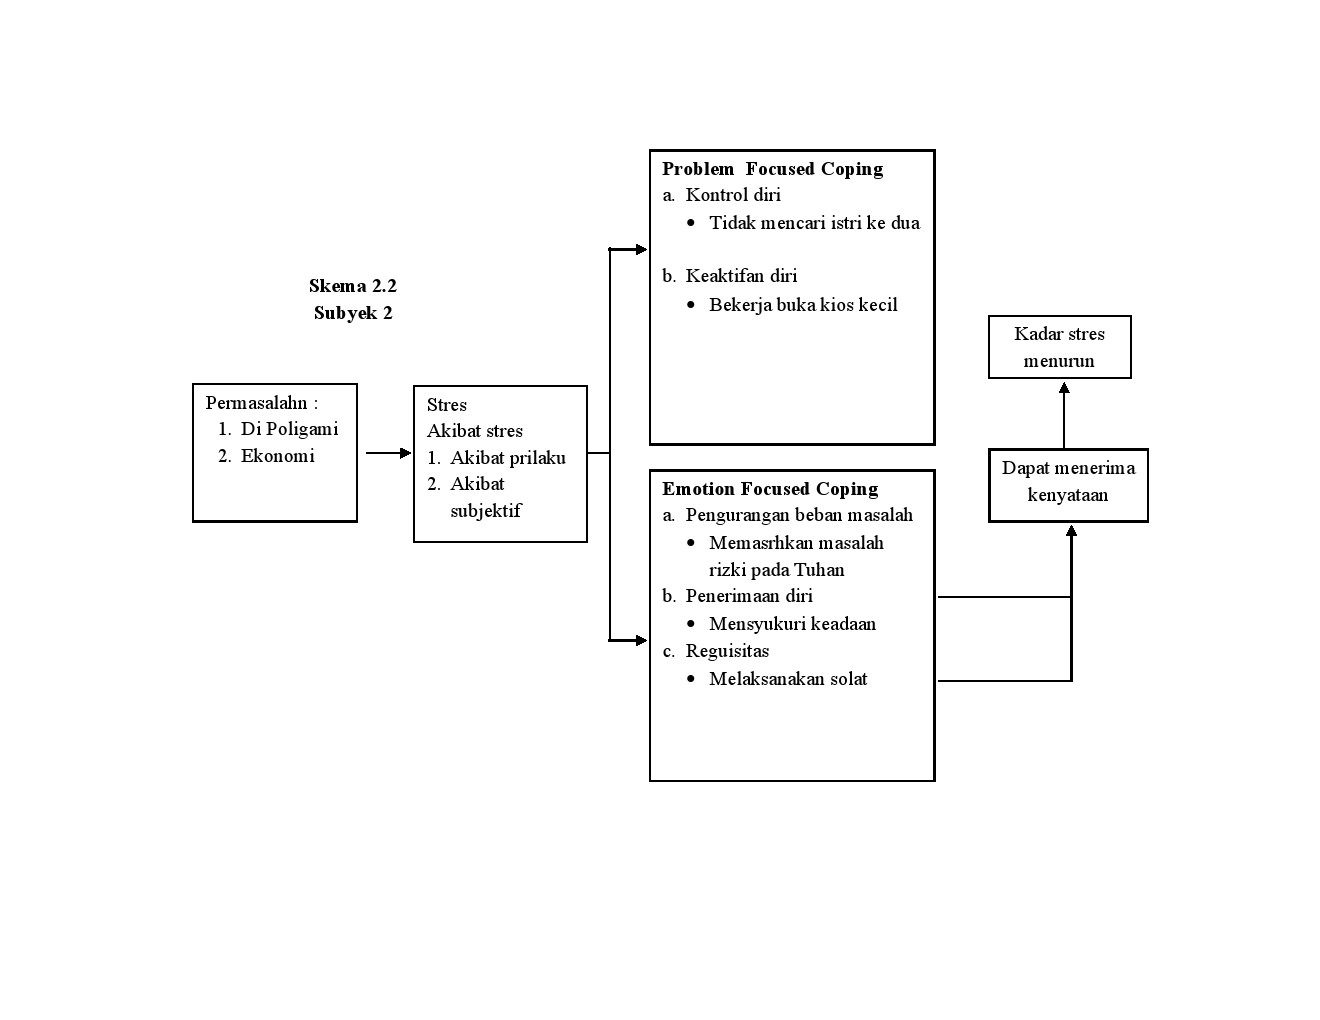 Skema 2.2
Subyek 2
Permasalahn :
1. Di Poligami
2. Ekonomi
Stres
Akibat stres
1. Akibat prilaku
2. Akibat
subjektif
Problem Focused Coping
a. Kontrol diri
• Tidak mencari istri ke dua
b. Keaktifan diri
• Bekerja buka kios kecil
Emotion Focused Coping
a. Pengurangan beban masalah
• Memasrhkan masalah
rizki pada Tuhan
b. Penerimaan diri
• Mensyukuri keadaan
c. Reguisitas
• Melaksanakan solat
Kadar stres
menurun
Dapat menerima
kenyataan